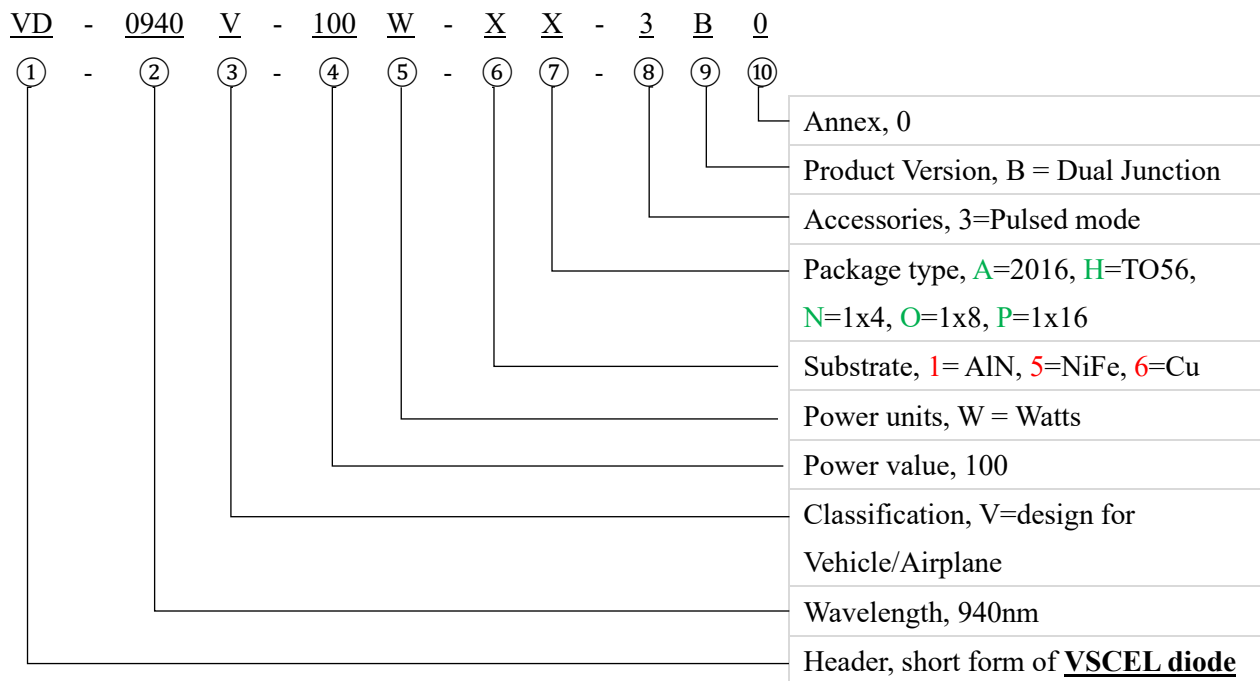 VD - 0940 V - 100 W - X X - 3 B 0
① - ② ③ - ④ ⑤ - ⑥ ⑦ - ⑧ ⑨ ⑩
Annex, 0
Product Version, B = Dual Junction
Accessories, 3=Pulsed mode
Package type, A=2016, H=TO56,
N=1x4, O=1x8, P=1x16
Substrate, 1= AlN, 5=NiFe, 6=Cu
Power units, W = Watts
Power value, 100
Classification, V=design for
Vehicle/Airplane
Wavelength, 940nm
Header, short form of VSCEL diode